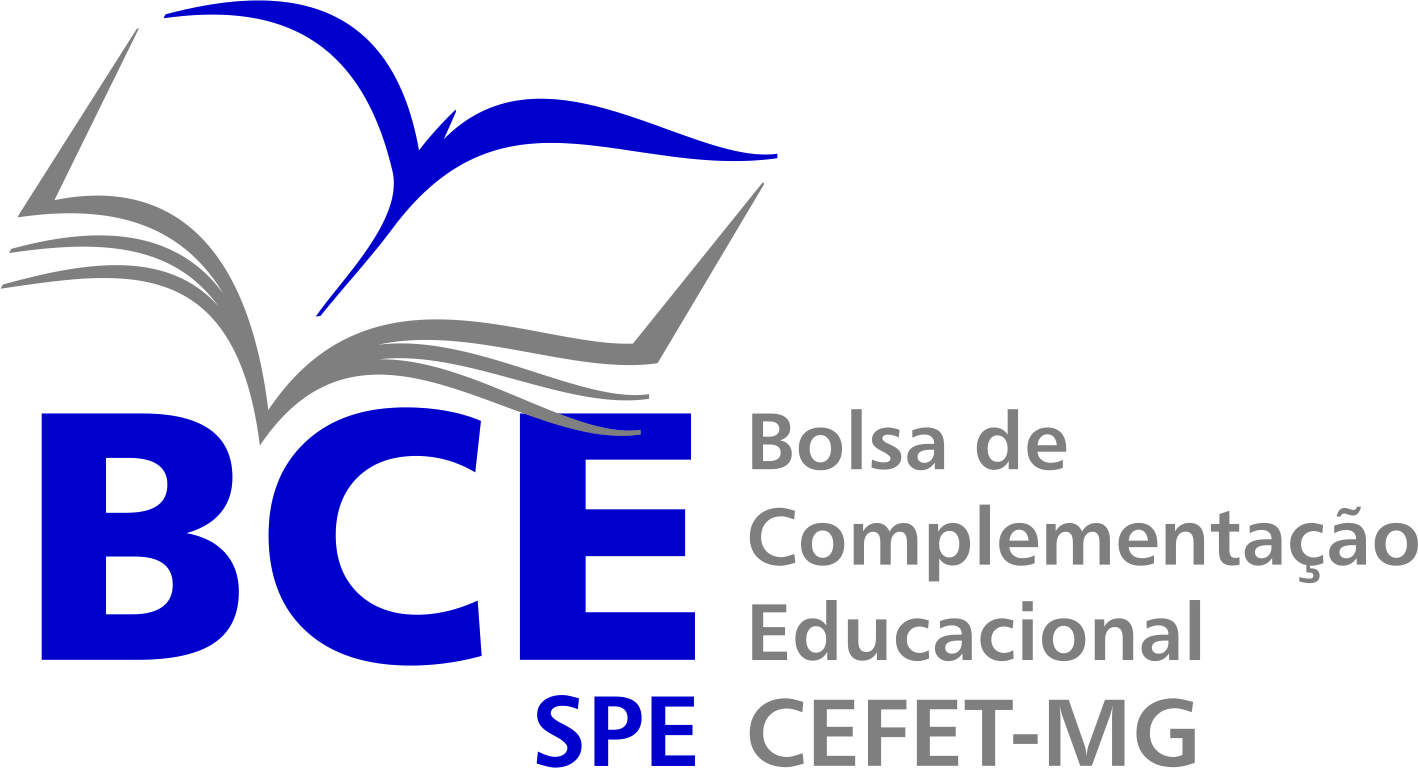 BCE
SPE
Bolsa de
Complementação
Educacional
CEFET-MG